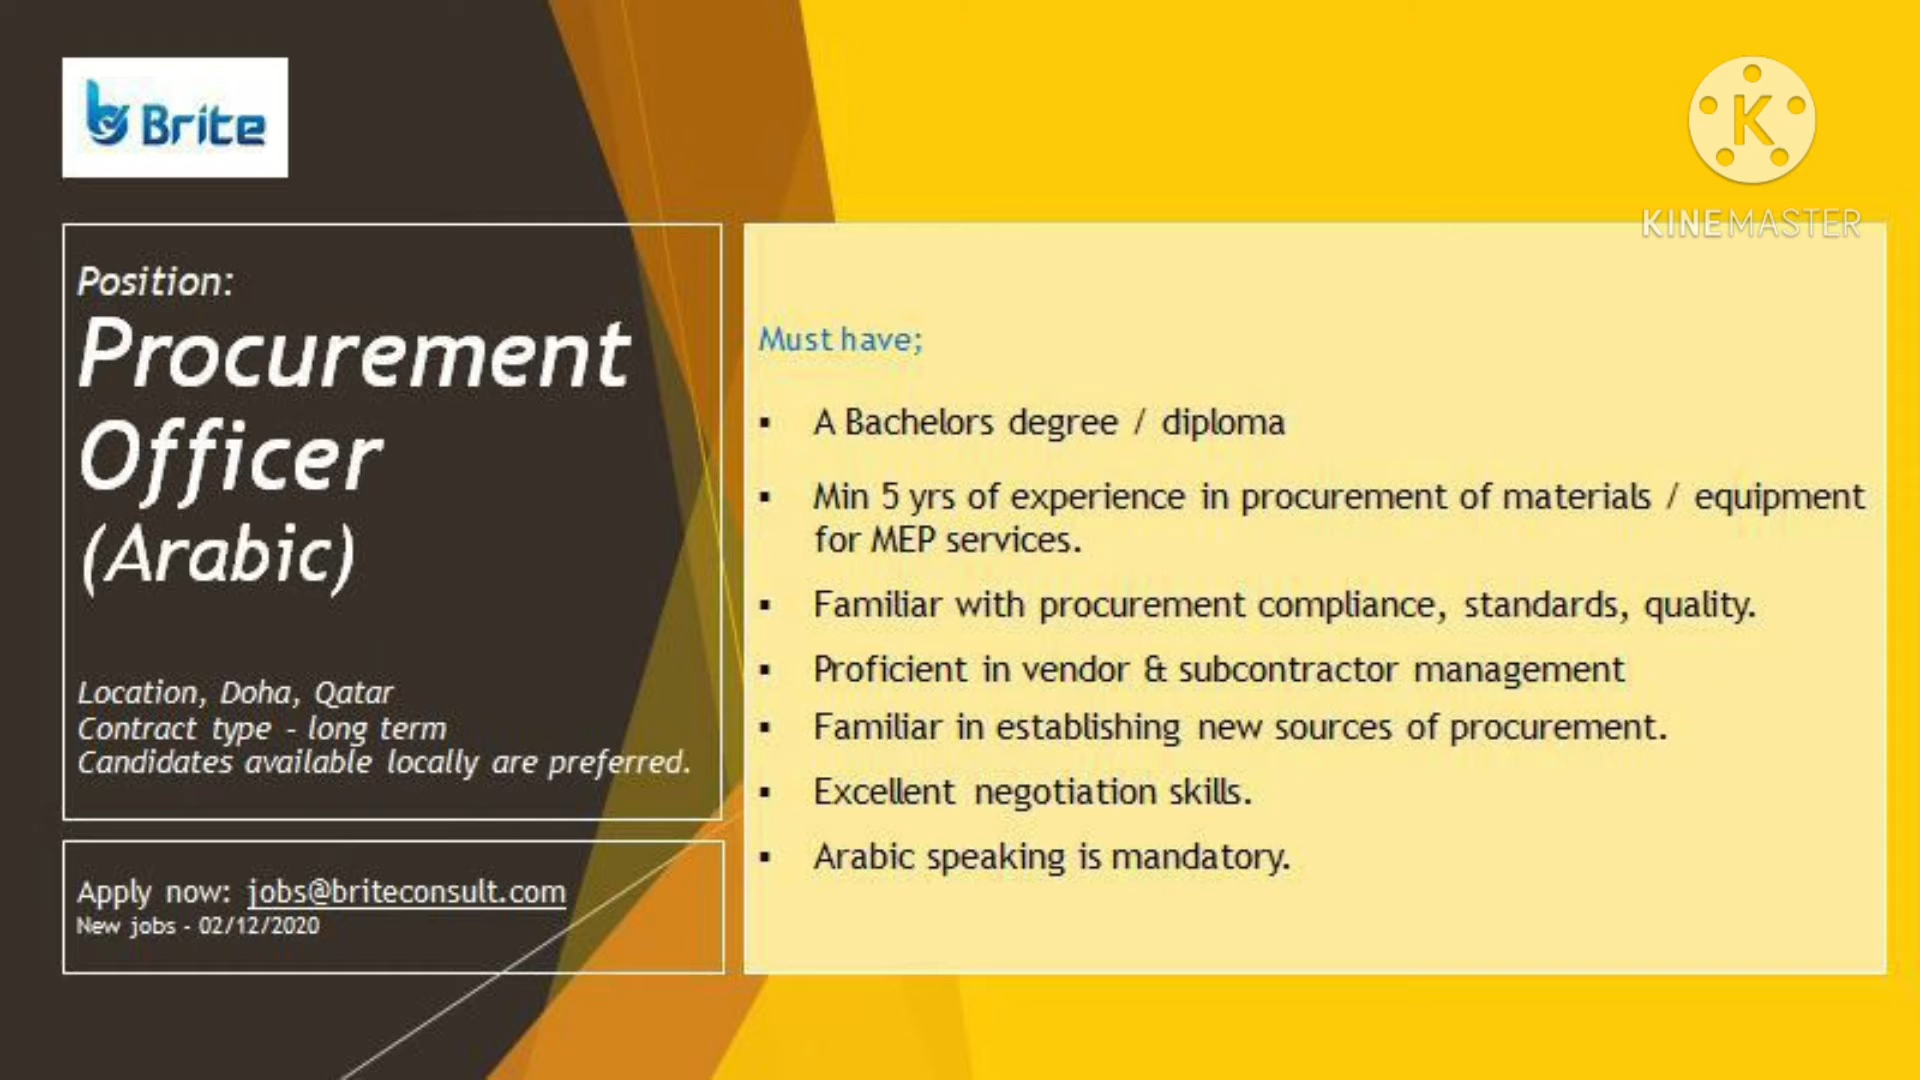 Brite
KINEMASTER
Position:
Procurement
Officer
(Arabic)
Location, Doha, Qatar
Contract type - long term
Candidates available locally are preferred.
Apply now: jobs@briteconsult.com
New jobs - 02/12/2020
Must have;
▪ A Bachelors degree / diploma
▪ Min 5 yrs of experience in procurement of materials / equipment
for MEP services.
▪ Familiar with procurement compliance, standards, quality.
▪ Proficient in vendor & subcontractor management
▪ Familiar in establishing new sources of procurement.
▪ Excellent negotiation skills.
▪ Arabic speaking is mandatory.